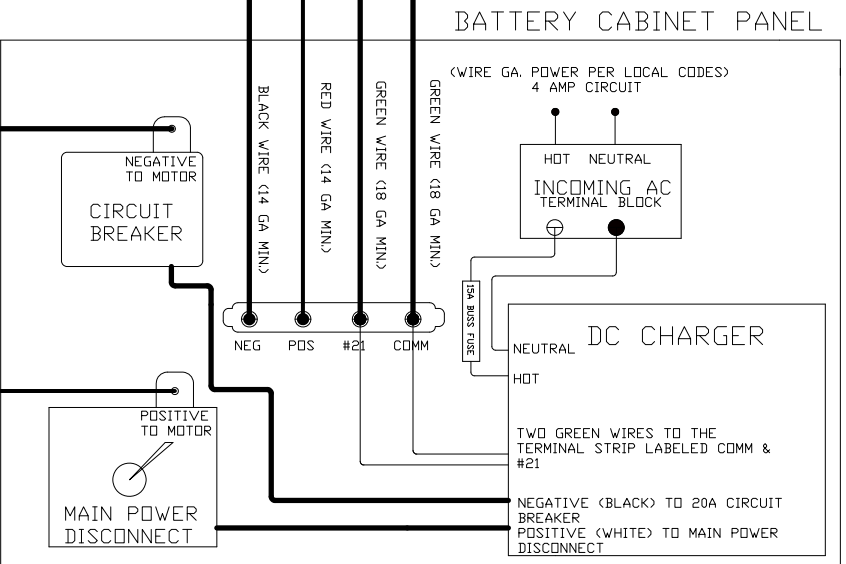 BATTERY CABINET PANEL
(WIRE GA. POWER PER LOCAL CODES)
4 AMP CIRCUIT
BLACK WIRE (14 GA MIN.)
RED WIRE (14 GA MIN.)
GREEN WIRE (18 GA MIN.)
GREEN WIRE (18 GA MIN.)
HOT NEUTRAL
INCOMING AC
TERMINAL BLOCK
NEGATIVE
TO MOTOR
CIRCUIT
BREAKER
15A BUSS FUSE
NEG POS #21 COMM
DC CHARGER
NEUTRAL
HOT
POSITIVE
TO MOTOR
MAIN POWER
DISCONNECT
TWO GREEN WIRES TO THE
TERMINAL STRIP LABELED COMM &
#21
NEGATIVE (BLACK) TO 20A CIRCUIT
BREAKER
POSITIVE (WHITE) TO MAIN POWER
DISCONNECT